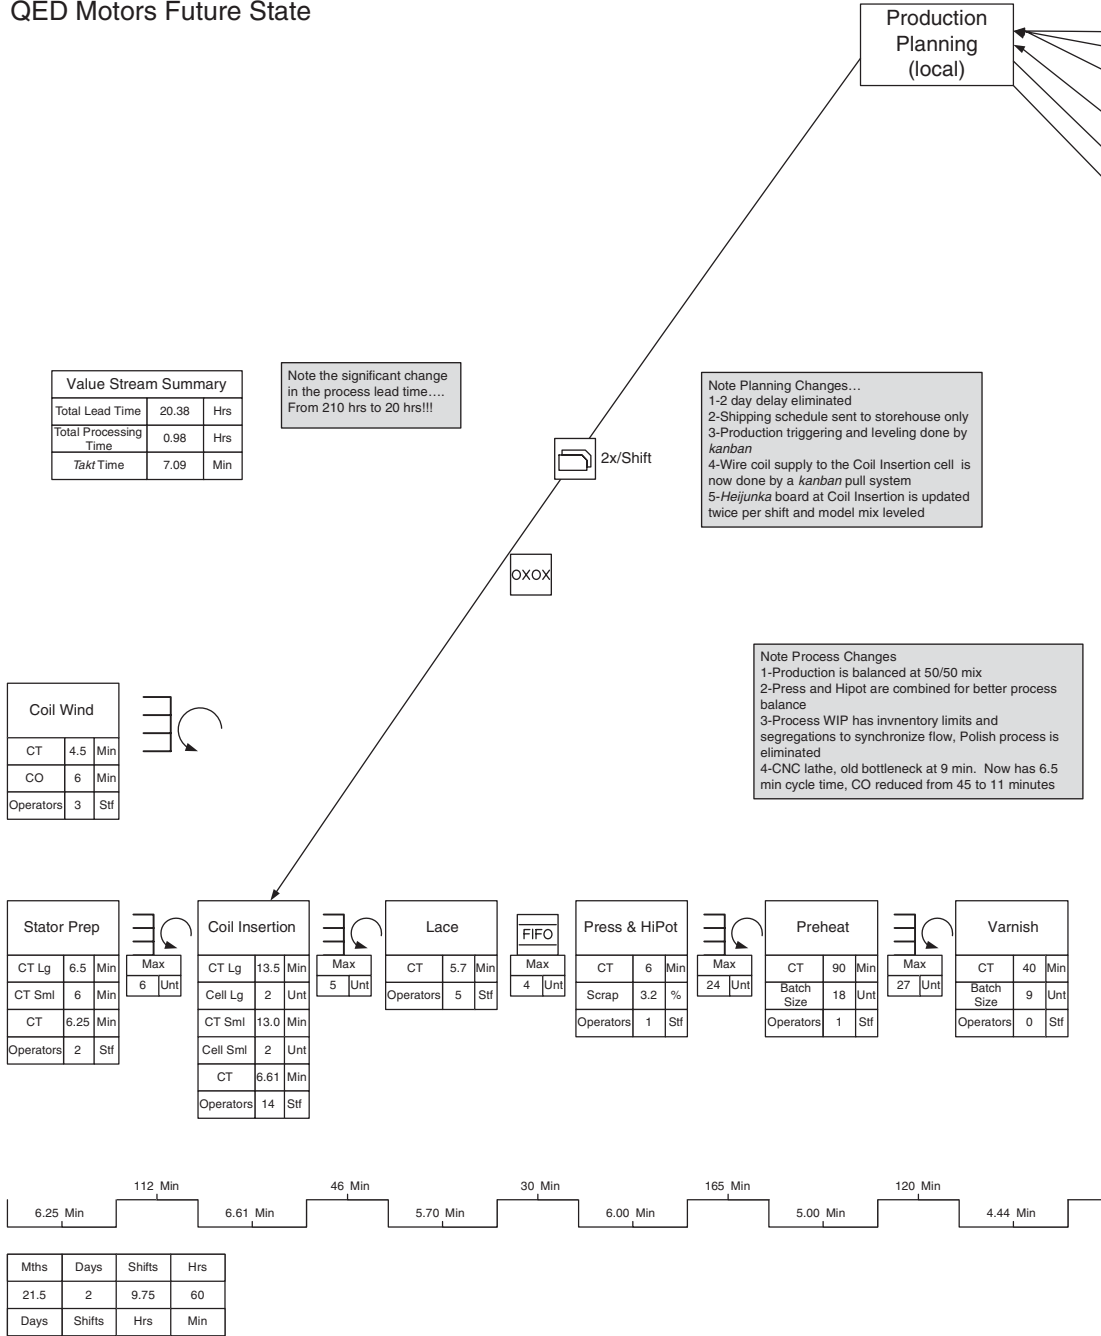 QED Motors Future State
Production
Planning
(local)
Value Stream Summary
Total Lead Time 20.38 Hrs
Total Processing
Time 0.98 Hrs
Takt Time 7.09 Min
Note the significant change
in the process lead time....
From 210 hrs to 20 hrs!!!
2x/Shift
OXOX
Note Planning Changes…
1-2 day delay eliminated
2-Shipping schedule sent to storehouse only
3-Production triggering and leveling done by
kanban
4-Wire coil supply to the Coil Insertion cell is
now done by a kanban pull system
5-Heijunka board at Coil Insertion is updated
twice per shift and model mix leveled
Note Process Changes
1-Production is balanced at 50/50 mix
2-Press and Hipot are combined for better process
balance
3-Process WIP has invnentory limits and
segregations to synchronize flow, Polish process is
eliminated
4-CNC lathe, old bottleneck at 9 min. Now has 6.5
min cycle time, CO reduced from 45 to 11 minutes
Coil Wind
CT 4.5 Min
CO 6 Min
Operators 3 Stf
Stator Prep
CT Lg 6.5 Min
CT Sml 6 Min
CT 6.25 Min
Operators 2 Stf
Max
6 Unt
Coil Insertion
CT Lg 13.5 Min
Cell Lg 2 Unt
CT Sml 13.0 Min
Cell Sml 2 Unt
CT 6.61 Min
Operators 14 Stf
Max
5 Unt
Lace
CT 5.7 Min
Operators 5 Stf
FIFO
Max
4 Unt
Press & HiPot
CT 6 Min
Scrap 3.2 %
Operators 1 Stf
Max
24 Unt
Preheat
CT 90 Min
Batch
Size 18 Unt
Operators 1 Stf
Max
27 Unt
Varnish
CT 40 Min
Batch
Size 9 Unt
Operators 0 Stf
112 Min 46 Min 30 Min 165 Min 120 Min
6.25 Min 6.61 Min 5.70 Min 6.00 Min 5.00 Min 4.44 Min
Mths Days Shifts Hrs
21.5 2 9.75 60
Days Shifts Hrs Min